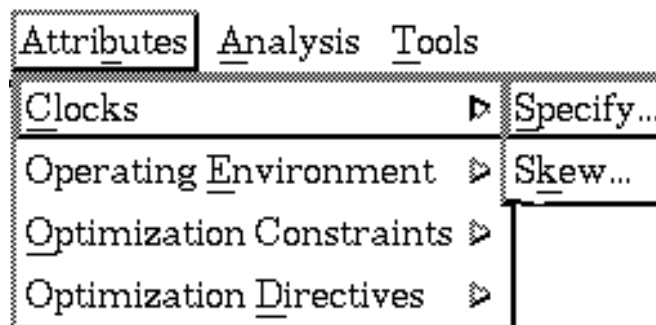 Attributes Analysis Tools
Clocks Specify...
Operating Environment Skew...
Optimization Constraints
Optimization Directives